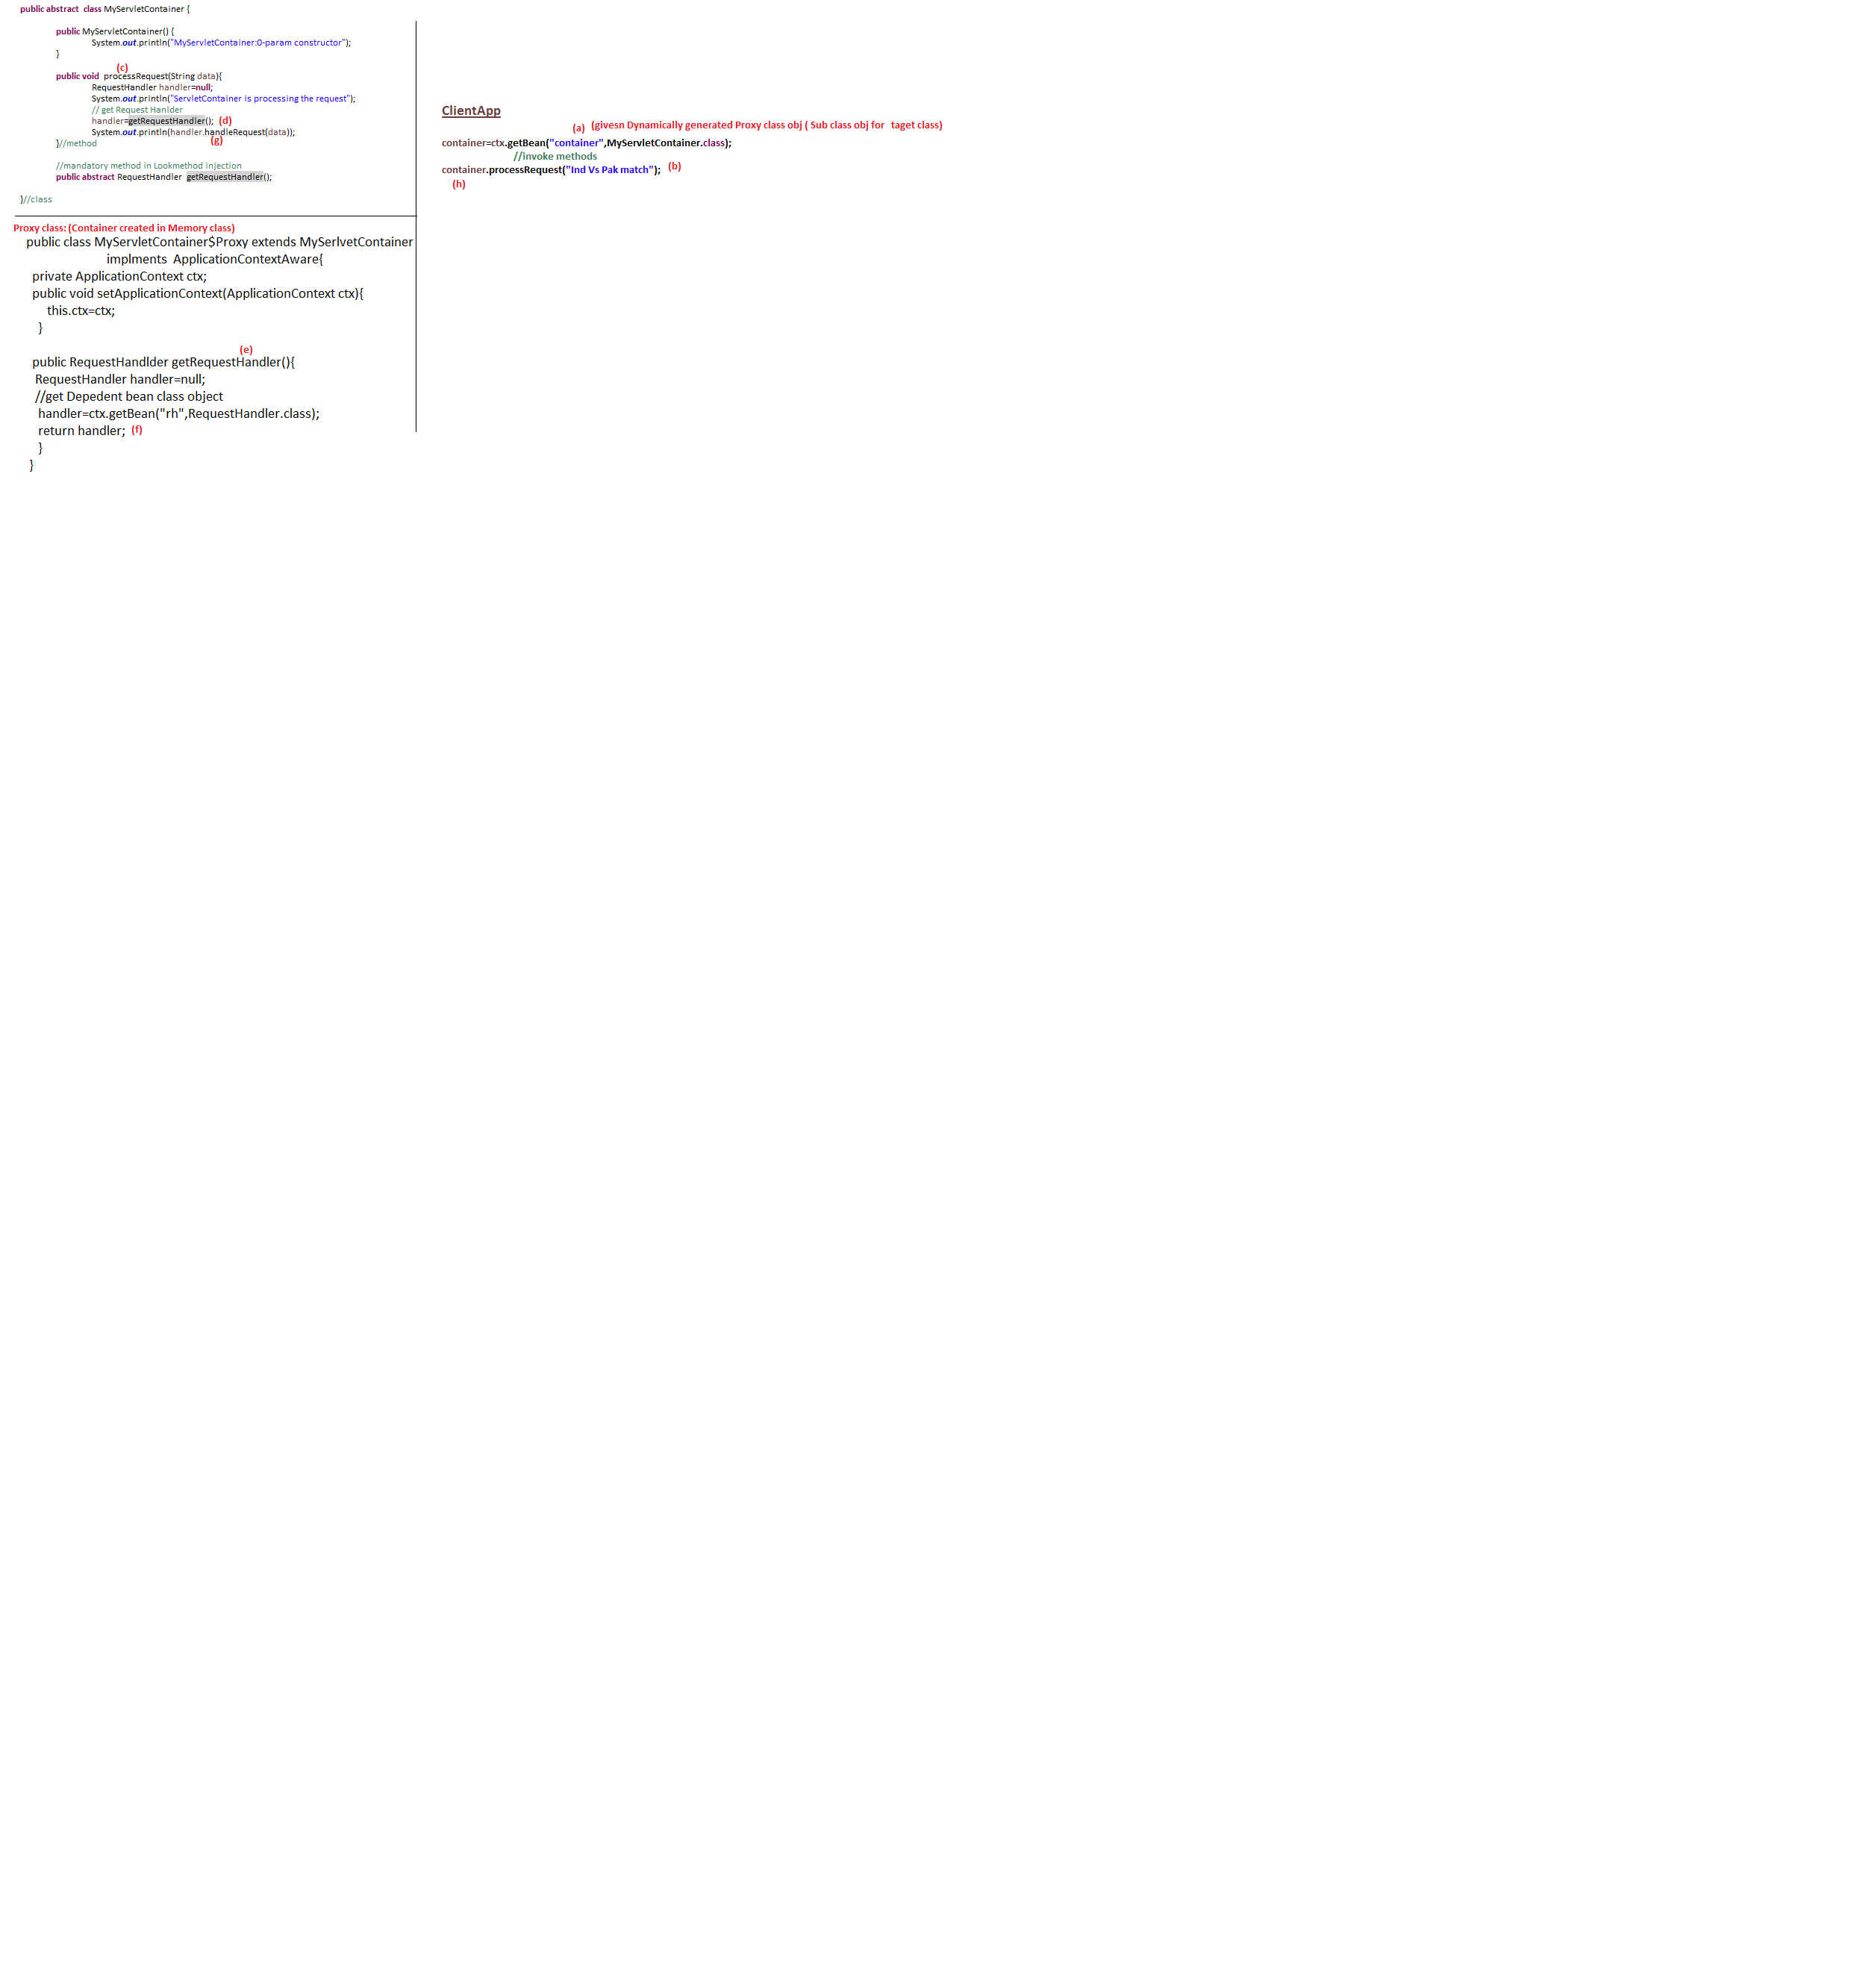 public abstract  class MyServletContainer {
public MyServletContainer() {
System.out.println("MyServletContainer:0-param constructor");
}
(c)
public void  processRequest(String data){
RequestHandler handler=null;
System.out.println("ServletContainer is processing the request");
// get Request Hanlder
handler=getRequestHandler();  (d)
System.out.println(handler.handleRequest(data));
}//method (g)
//mandatory method in Lookmethod injection
public abstract RequestHandler  getRequestHandler();
}//class
Proxy class: (Container created in Memory class)
public class MyServletContainer$Proxy extends MySerlvetContainer
implments  ApplicationContextAware{
private ApplicationContext ctx;
public void setApplicationContext(ApplicationContext ctx){
this.ctx=ctx;
}
(e)
public RequestHandlder getRequestHandler(){
RequestHandler handler=null;
//get Depedent bean class object
handler=ctx.getBean("rh",RequestHandler.class);
return handler;  (f)
}
}
ClientApp
(a)  (givesn Dynamically generated Proxy class obj ( Sub class obj for  taget class)
container=ctx.getBean("container",MyServletContainer.class);
//invoke methods
container.processRequest("Ind Vs Pak match");  (b)
(h)